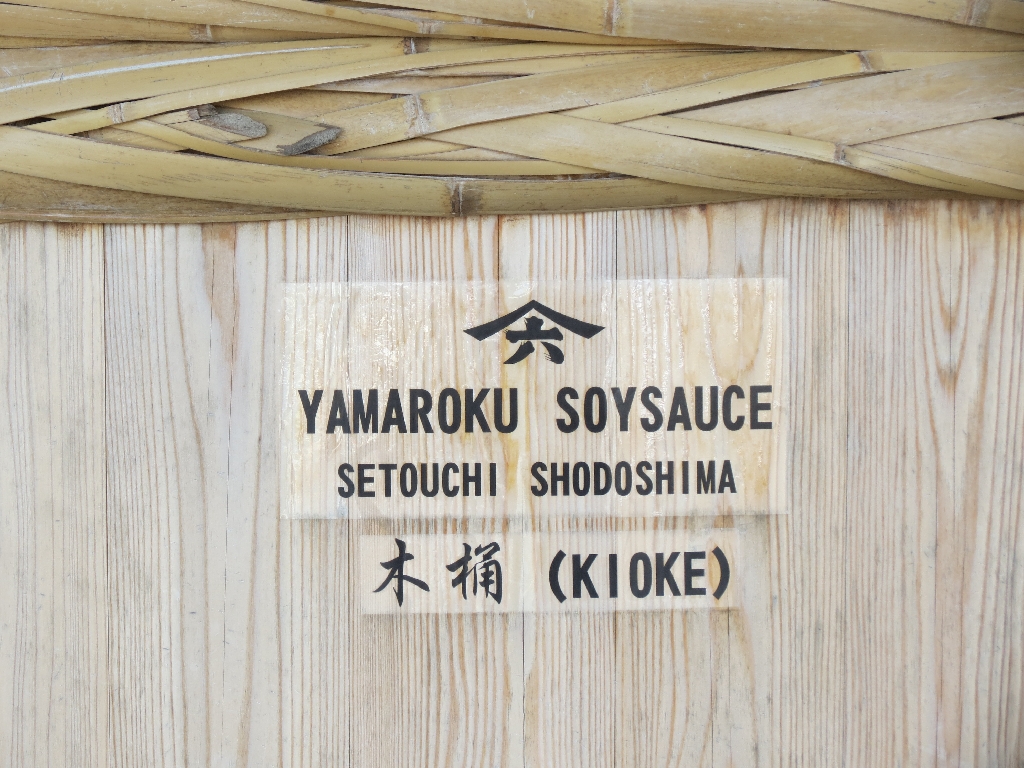 六
YAMAROKU SOYSAUCE
SETOUCHI SHODOSHIMA
木桶 (KIOKE)